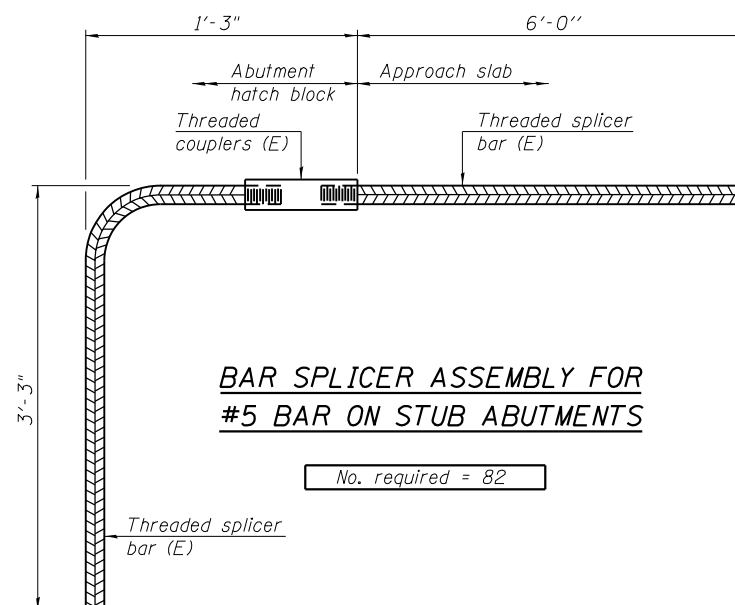 1'-3"
6'-0''
Abutment
hatch block
Approach slab
Threaded
couplers (E)
Threaded splicer
bar (E)
3'-3"
BAR SPLICER ASSEMBLY FOR
#5 BAR ON STUB ABUTMENTS
No. required = 82
Threaded splicer
bar (E)